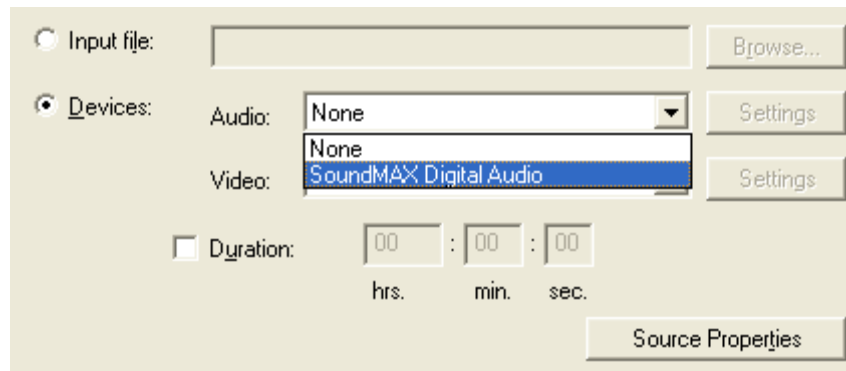 Input file:
Browse...
Devices:
Audio:
None
Settings
None
SoundMAX Digital Audio
Video:
Settings
Duration:
00 : 00 : 00
hrs. min. sec.
Source Properties